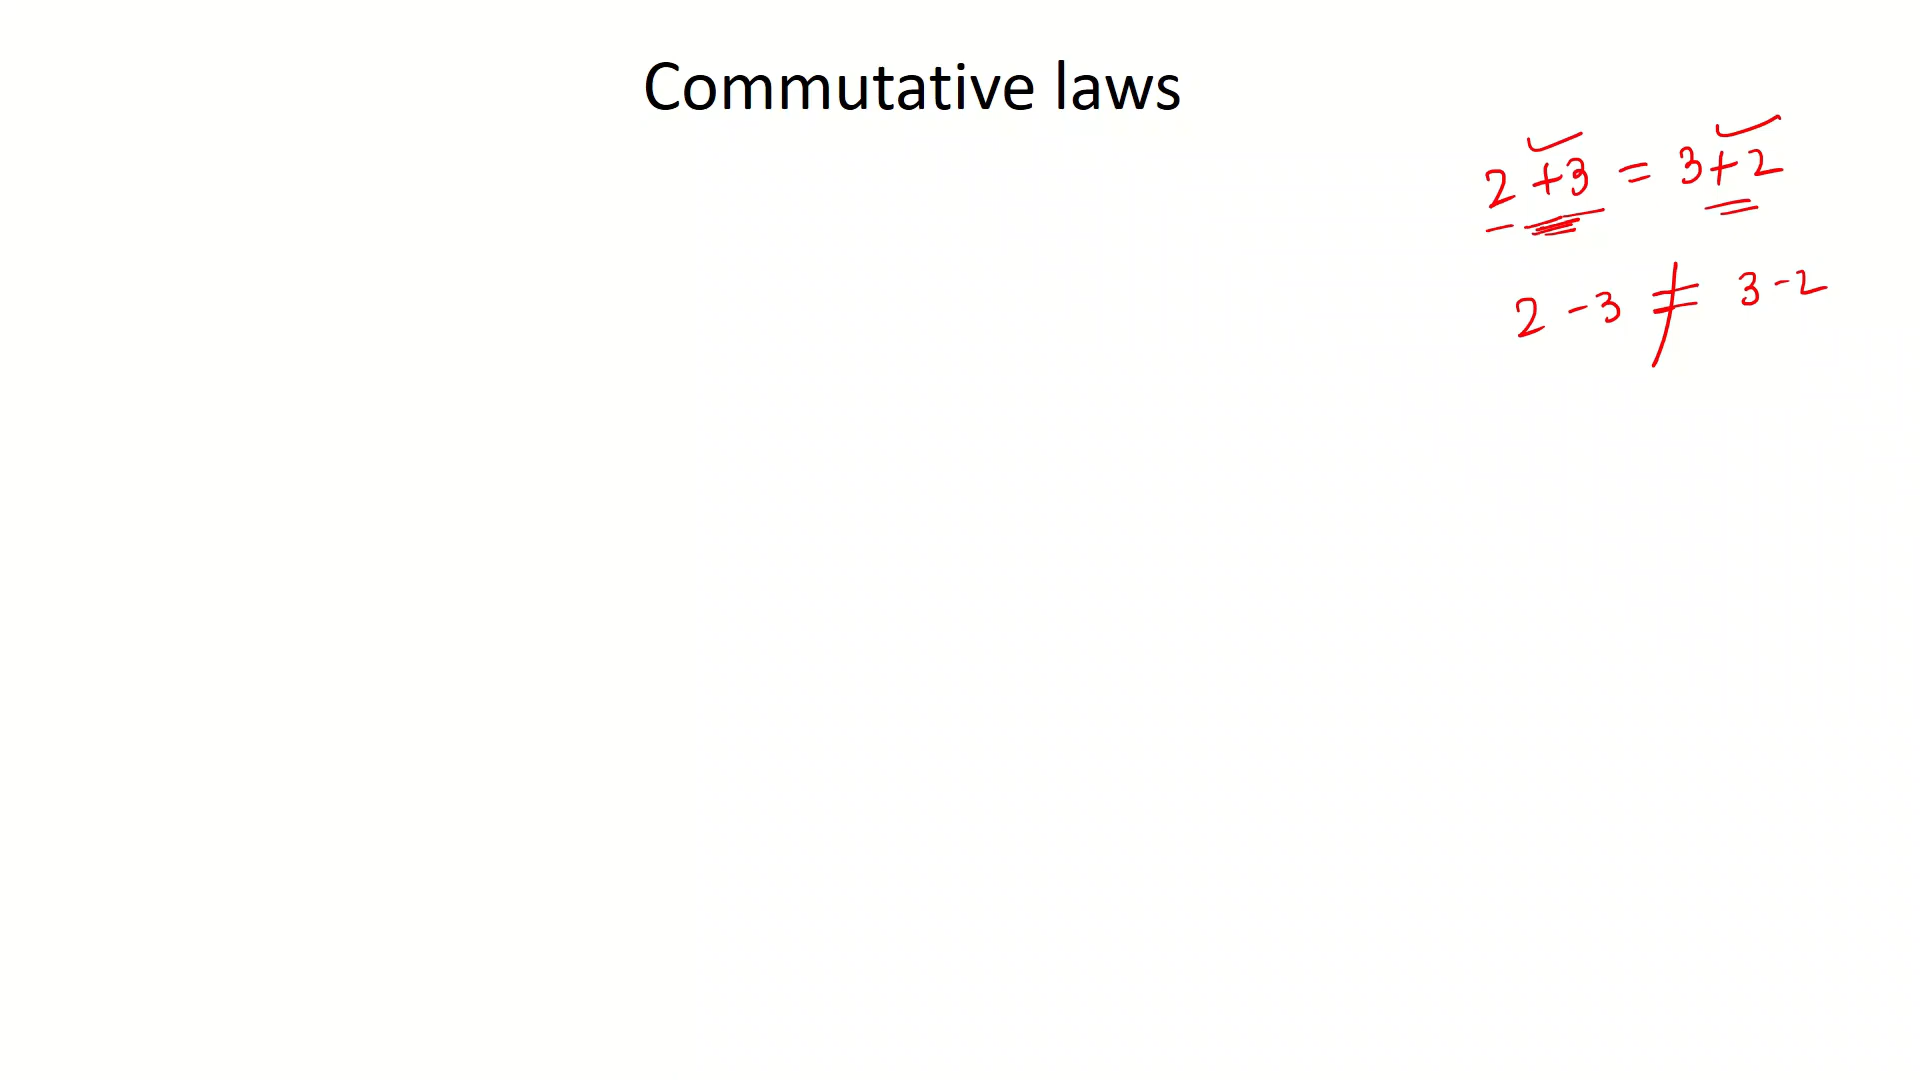 Commutative laws
2 + 3 = 3 + 2
2 - 3 ≠ 3 - 2